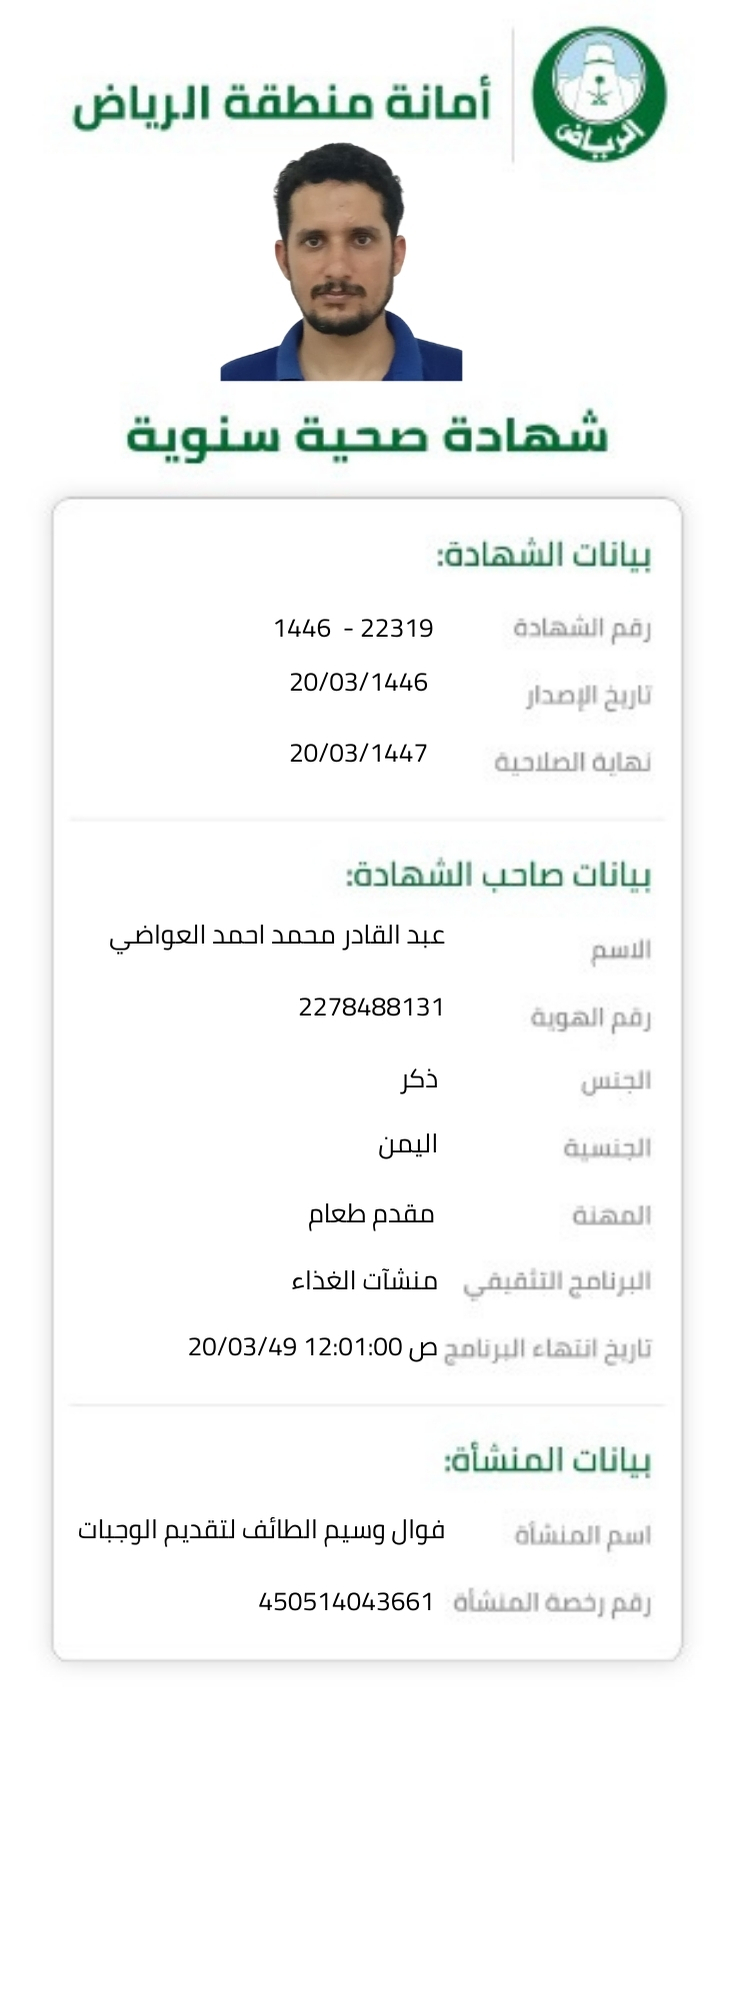 أمانة منطقة الرياض
الرياض
شهادة صحية سنوية
بيانات الشهادة:
رقم الشهادة 22319 - 1446
تاريخ الإصدار 20/03/1446
نهاية الصلاحية 20/03/1447
بيانات صاحب الشهادة:
الاسم عبد القادر محمد احمد العواضي
رقم الهوية 2278488131
الجنس ذكر
الجنسية اليمن
المهنة مقدم طعام
البرنامج التثقيفي منشآت الغذاء
تاريخ انتهاء البرنامج ص 12:01:00 20/03/49
بيانات المنشأة:
اسم المنشأة فوال وسيم الطائف لتقديم الوجبات
رقم رخصة المنشأة 450514043661